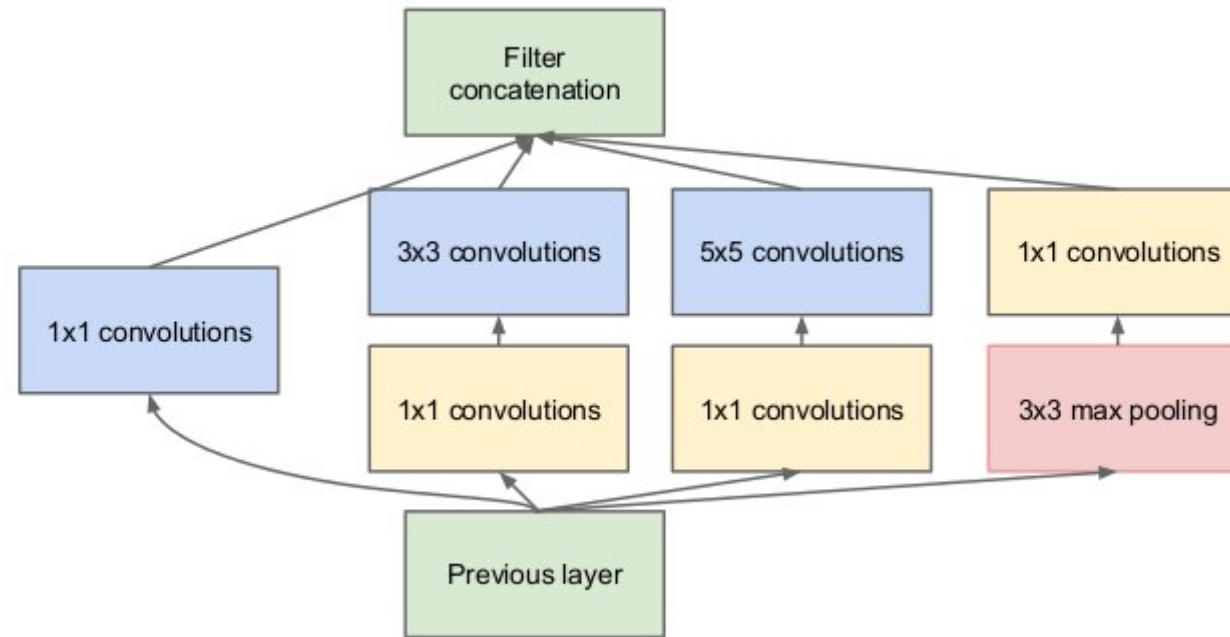 Filter
concatenation
3x3 convolutions
5x5 convolutions
1x1 convolutions
1x1 convolutions
1x1 convolutions
1x1 convolutions
3x3 max pooling
Previous layer